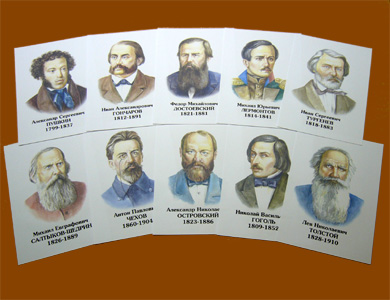 Александр Сергеевич
ПУШКИН
1799-1837
Иван Александрович
ГОНЧАРОВ
1812-1891
Федор Михайлович
ДОСТОЕВСКИЙ
1821-1881
Михаил Юрьевич
ЛЕРМОНТОВ
1814-1841
Иван Сергеевич
ТУРГЕНЕВ
1818-1883
Михаил Евграфович
САЛТЫКОВ-ЩЕДРИН
1826-1889
Антон Павлович
ЧЕХОВ
1860-1904
Александр Николаев
ОСТРОВСКИЙ
1823-1886
Николай Василь
ГОГОЛЬ
1809-1852
Лев Николаевич
ТОЛСТОЙ
1828-1910